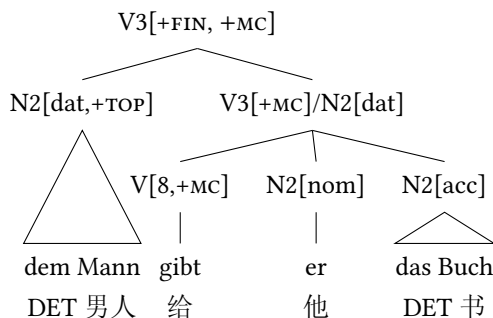 V3[+FIN, +MC]
N2[dat,+TOP] V3[+MC]/N2[dat]
V[8,+MC] N2[nom] N2[acc]
dem Mann gibt er das Buch
DET 男人 给 他 DET 书